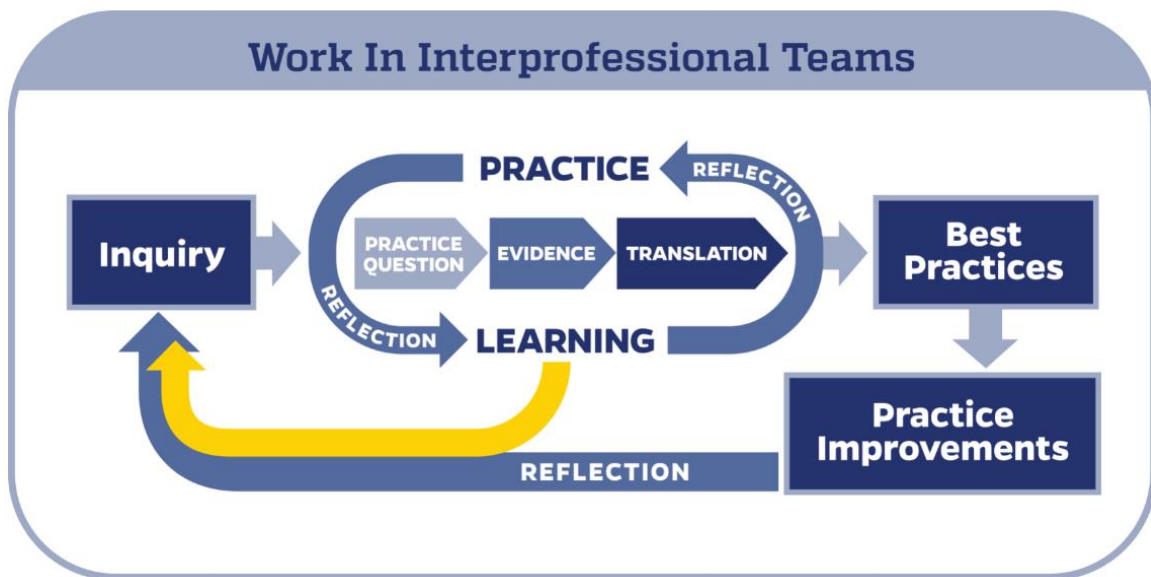 Work In Interprofessional Teams
PRACTICE
REFLECTION
Inquiry
PRACTICE
QUESTION
EVIDENCE
TRANSLATION
Best
Practices
REFLECTION
LEARNING
Practice
Improvements
REFLECTION